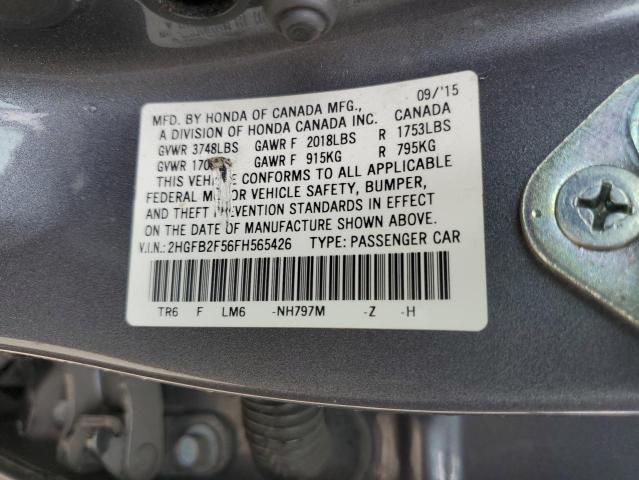 09/'15
MFD. BY HONDA OF CANADA MFG., CANADA
A DIVISION OF HONDA CANADA INC.
GVWR 3748LBS GAWR F 2018LBS R 1753LBS
GVWR GAWR F 915KG R 795KG
THIS CONFORMS TO ALL APPLICABLE
FEDERAL VEHICLE SAFETY, BUMPER,
AND THEFT STANDARDS IN EFFECT
ON THE DATE OF MANUFACTURE SHOWN ABOVE.
V.I.N.: 2HGFB2F56FH565426 TYPE: PASSENGER CAR
TR6 F LM6 -NH797M -Z -H